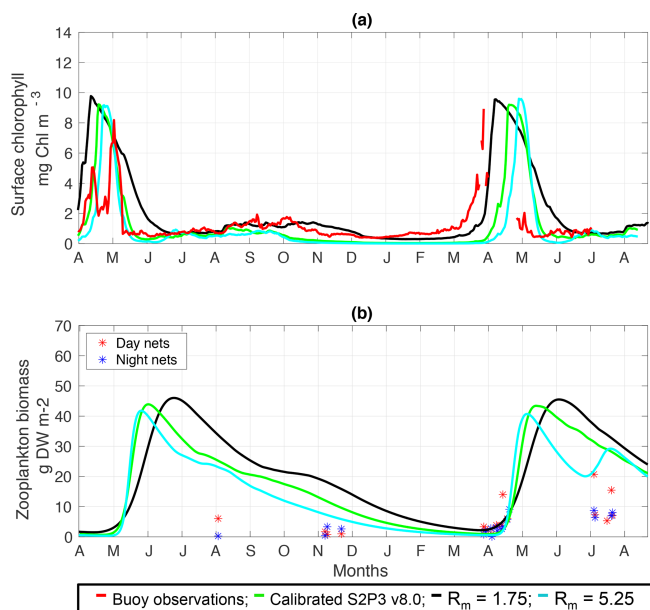 (a)
Surface chlorophyll
mg Chl m -3
14
12
10
8
6
4
2
0
A M J J A S O N D J F M A M J J A
(b)
Zooplankton biomass
g DW m-2
70
60
50
40
30
20
10
0
Day nets
Night nets
A M J J A S O N D J F M A M J J A
Months
Buoy observations; Calibrated S2P3 v8.0; Rm = 1.75; Rm = 5.25